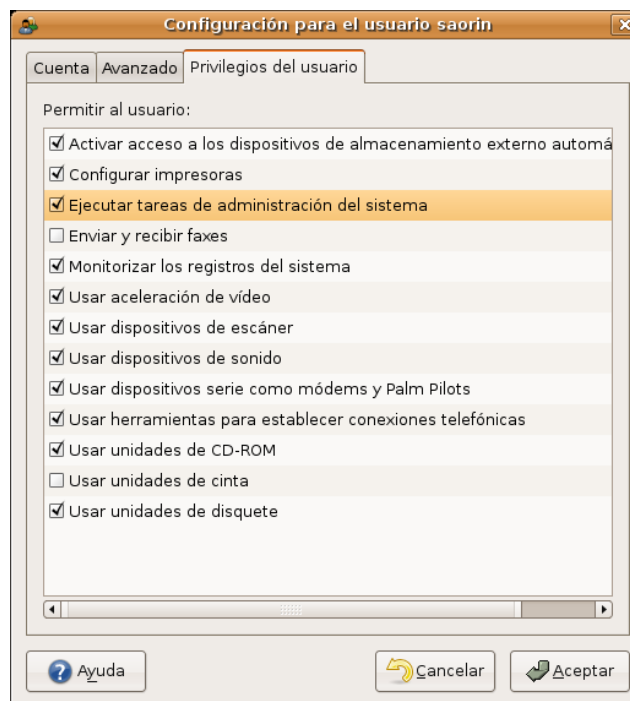 Configuración para el usuario saorin
Cuenta Avanzado Privilegios del usuario
Permitir al usuario:
Activar acceso a los dispositivos de almacenamiento externo automá
Configurar impresoras
Ejecutar tareas de administración del sistema
Enviar y recibir faxes
Monitorizar los registros del sistema
Usar aceleración de vídeo
Usar dispositivos de escáner
Usar dispositivos de sonido
Usar dispositivos serie como módems y Palm Pilots
Usar herramientas para establecer conexiones telefónicas
Usar unidades de CD-ROM
Usar unidades de cinta
Usar unidades de disquete
Ayuda Cancelar Aceptar